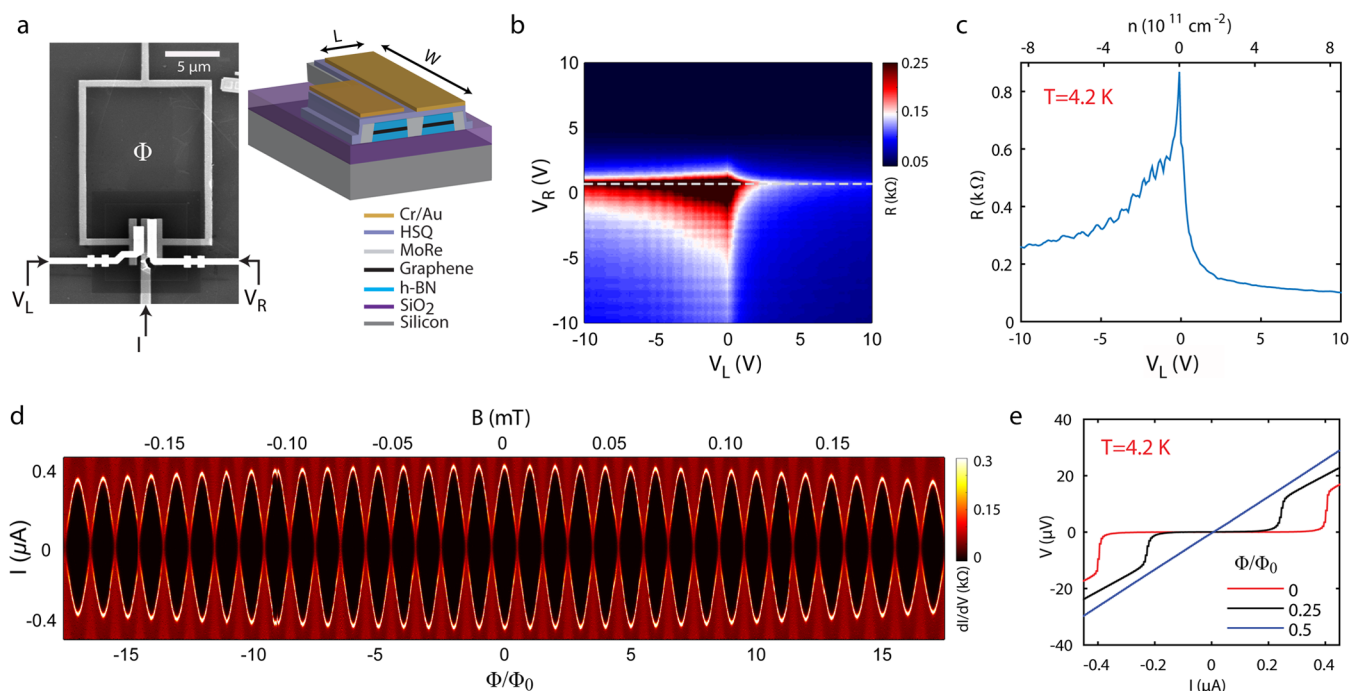 a
5 μm
Φ
V_L
V_R
I
L
W
Cr/Au
HSQ
MoRe
Graphene
h-BN
SiO₂
Silicon
b
10
5
0
-5
-10
V_R (V)
-10
-5
0
5
10
V_L (V)
0.25
0.15
0.05
R (kΩ)
c
n (10¹¹ cm⁻²)
-8
-4
0
4
8
T=4.2 K
1
0.8
0.6
0.4
0.2
0
R (kΩ)
-10
-5
0
5
10
V_L (V)
d
B (mT)
-0.15
-0.10
-0.05
0
0.05
0.10
0.15
0.4
0
-0.4
I (μA)
-15
-10
-5
0
5
10
15
Φ/Φ₀
0.3
0.15
0
dI/dV (kΩ)
e
T=4.2 K
40
20
0
-20
-40
V (μV)
Φ/Φ₀
0
0.25
0.5
-0.4
-0.2
0
0.2
0.4
I (μA)